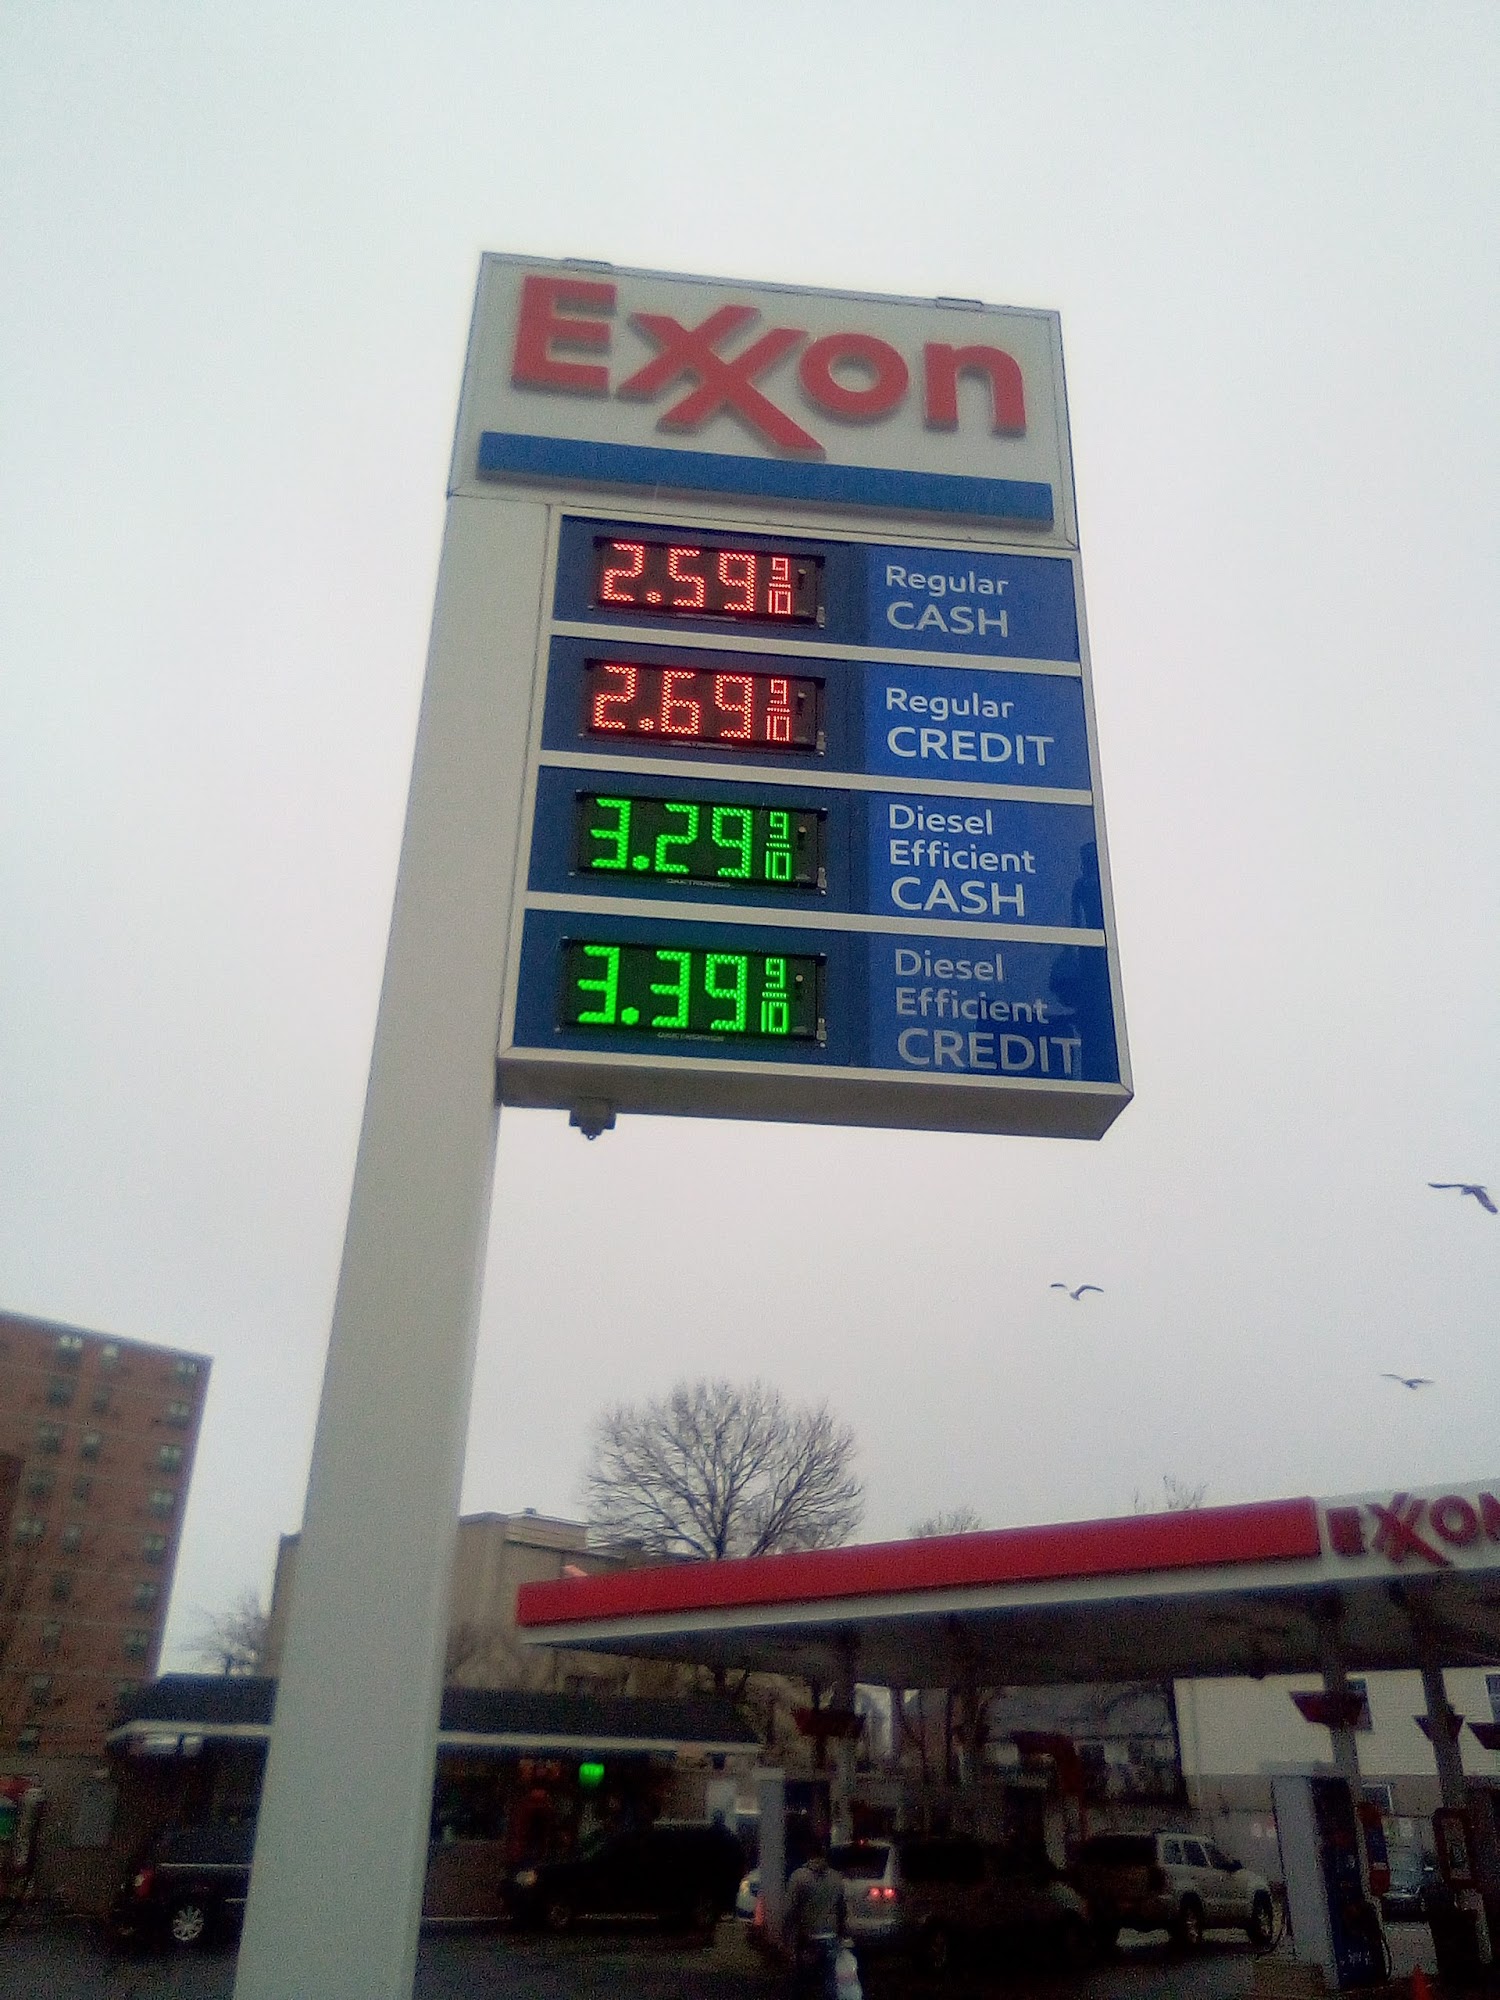 Exxon
2.59 9/10
Regular
CASH
2.69 9/10
Regular
CREDIT
3.29 9/10
Diesel
Efficient
CASH
3.39 9/10
Diesel
Efficient
CREDIT
EXXON